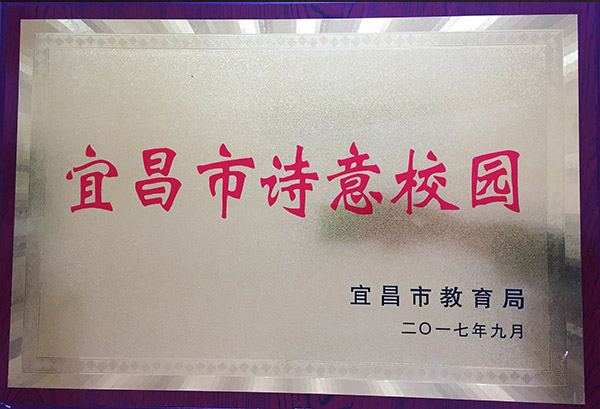 宜昌市诗意校园
宜昌市教育局
二〇一七年九月